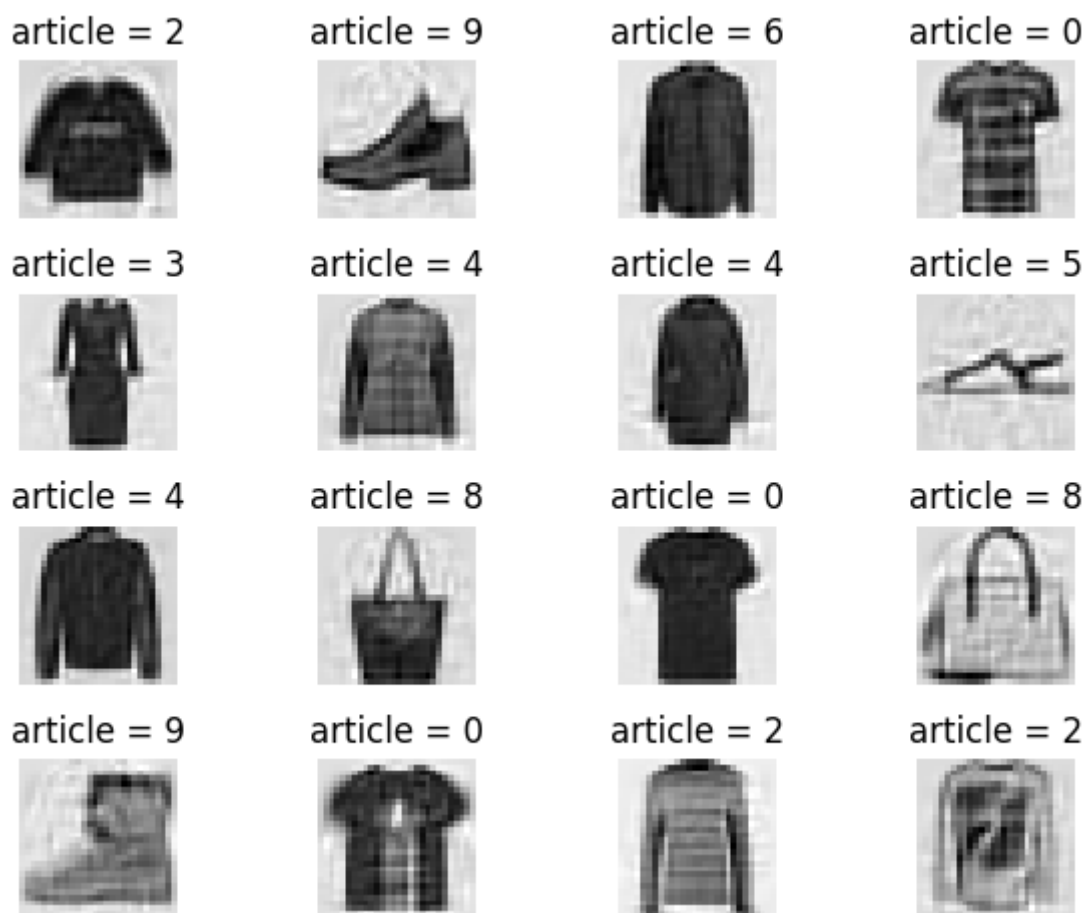 article = 2 article = 9 article = 6 article = 0
article = 3 article = 4 article = 4 article = 5
article = 4 article = 8 article = 0 article = 8
article = 9 article = 0 article = 2 article = 2